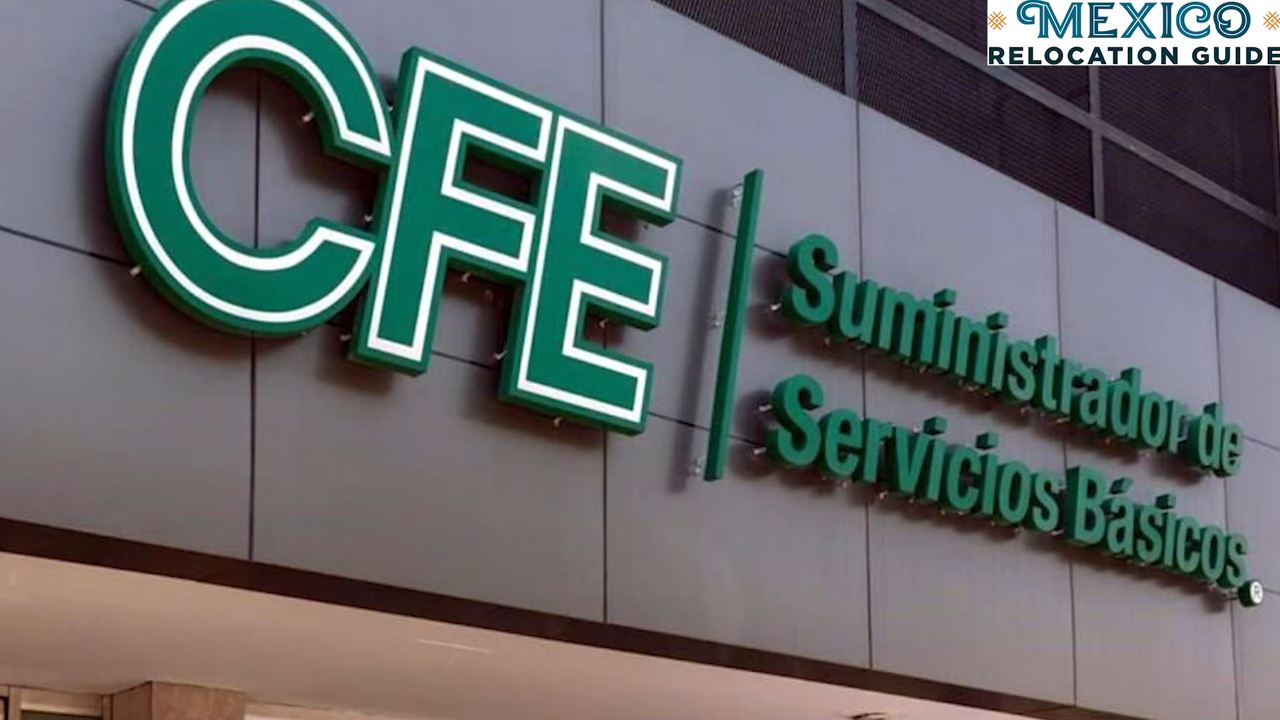 MEXICO
RELOCATION GUIDE
CFE
Suministrador de
Servicios Básicos
®